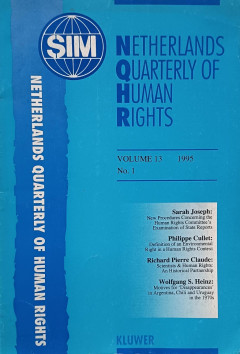 SIM
NETHERLANDS
QUARTERLY OF
HUMAN
RIGHTS
NETHERLANDS QUARTERLY OF HUMAN RIGHTS
VOLUME 13 1995
No. 1
Sarah Joseph:
New Procedures Concerning the
Human Rights Committee's
Examination of State Reports
Philippe Cullet:
Definition of an Environmental
Right in a Human Rights Context
Richard Pierre Claude:
Scientists & Human Rights:
An Historical Partnership
Wolfgang S. Heinz:
Motives for 'Disappearances'
in Argentina, Chili and Uruguay
in the 1970s
KLUWER